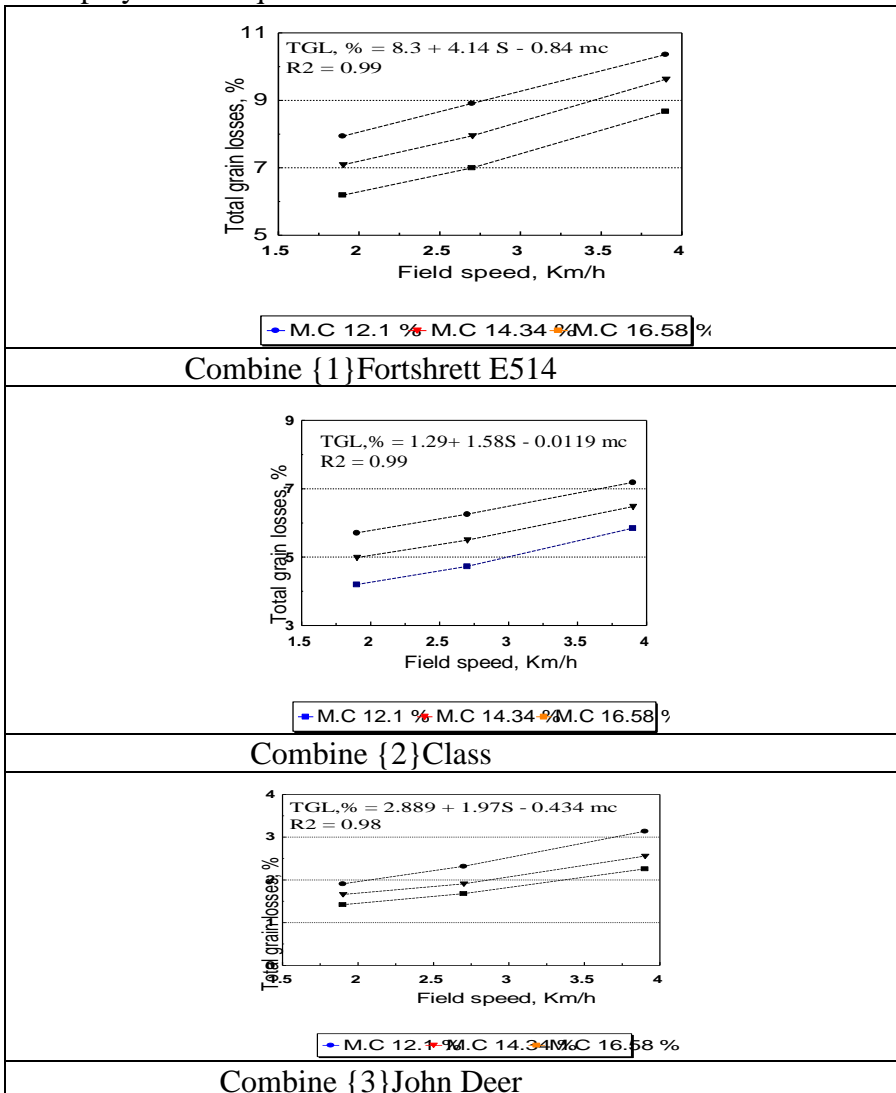 11
TGL, % = 8.3 + 4.14 S - 0.84 mc
R2 = 0.99
9
7
5
Total grain losses, %
1.5 2 2.5 3 3.5 4
Field speed, Km/h
M.C 12.1 % M.C 14.34 % M.C 16.58 %
Combine {1}Fortshrett E514
9
TGL,% = 1.29+ 1.58S - 0.0119 mc
R2 = 0.99
7
5
3
Total grain losses, %
1.5 2 2.5 3 3.5 4
Field speed, Km/h
M.C 12.1 % M.C 14.34 % M.C 16.58 %
Combine {2}Class
4
TGL,% = 2.889 + 1.97S - 0.434 mc
R2 = 0.98
3
2
1
0
Total grain losses, %
1.5 2 2.5 3 3.5 4
Field speed, Km/h
M.C 12.1 % M.C 14.34 % M.C 16.58 %
Combine {3}John Deer